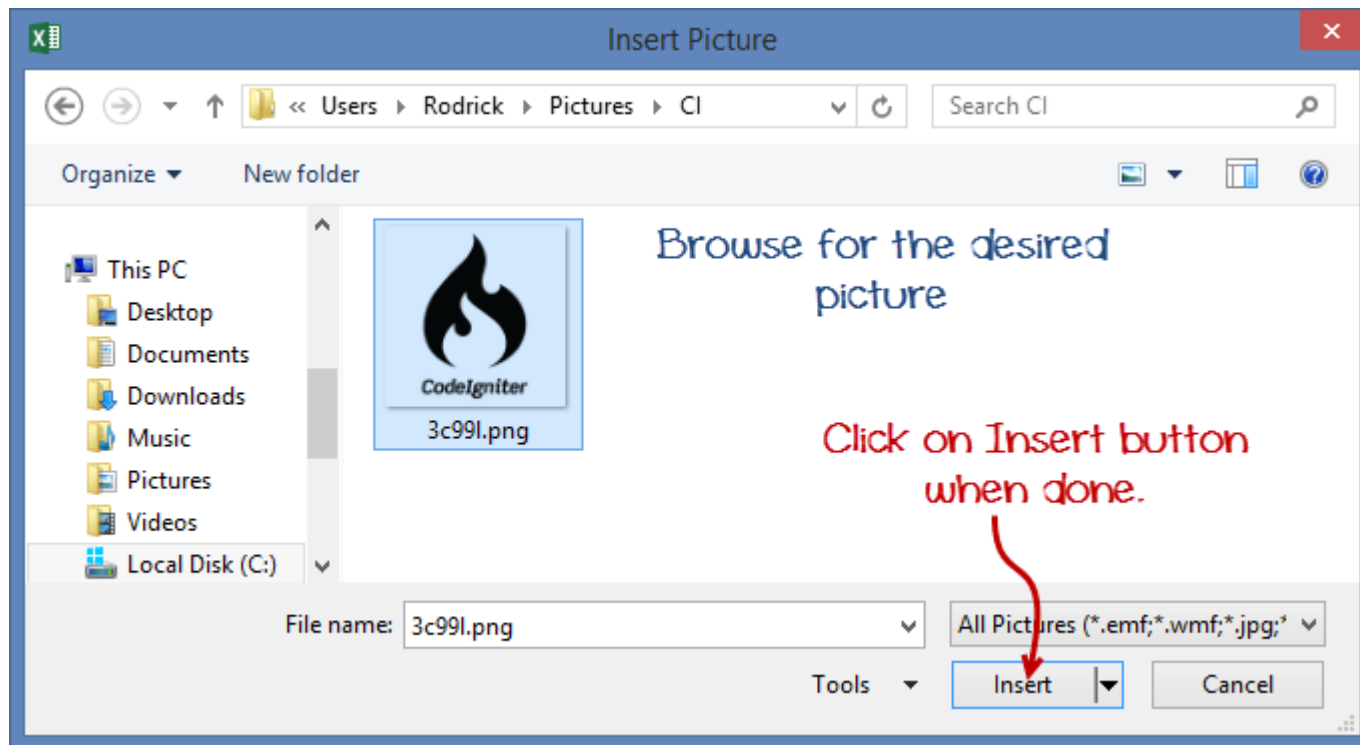 Insert Picture
« Users Rodrick Pictures CI
Search CI
Organize
New folder
This PC
Desktop
Documents
Downloads
Music
Pictures
Videos
Local Disk (C:)
CodeIgniter
3c99l.png
Browse for the desired
picture
Click on Insert button
when done.
File name:
3c99l.png
All Pictures (*.emf;*.wmf;*.jpg;*
Tools
Insert
Cancel